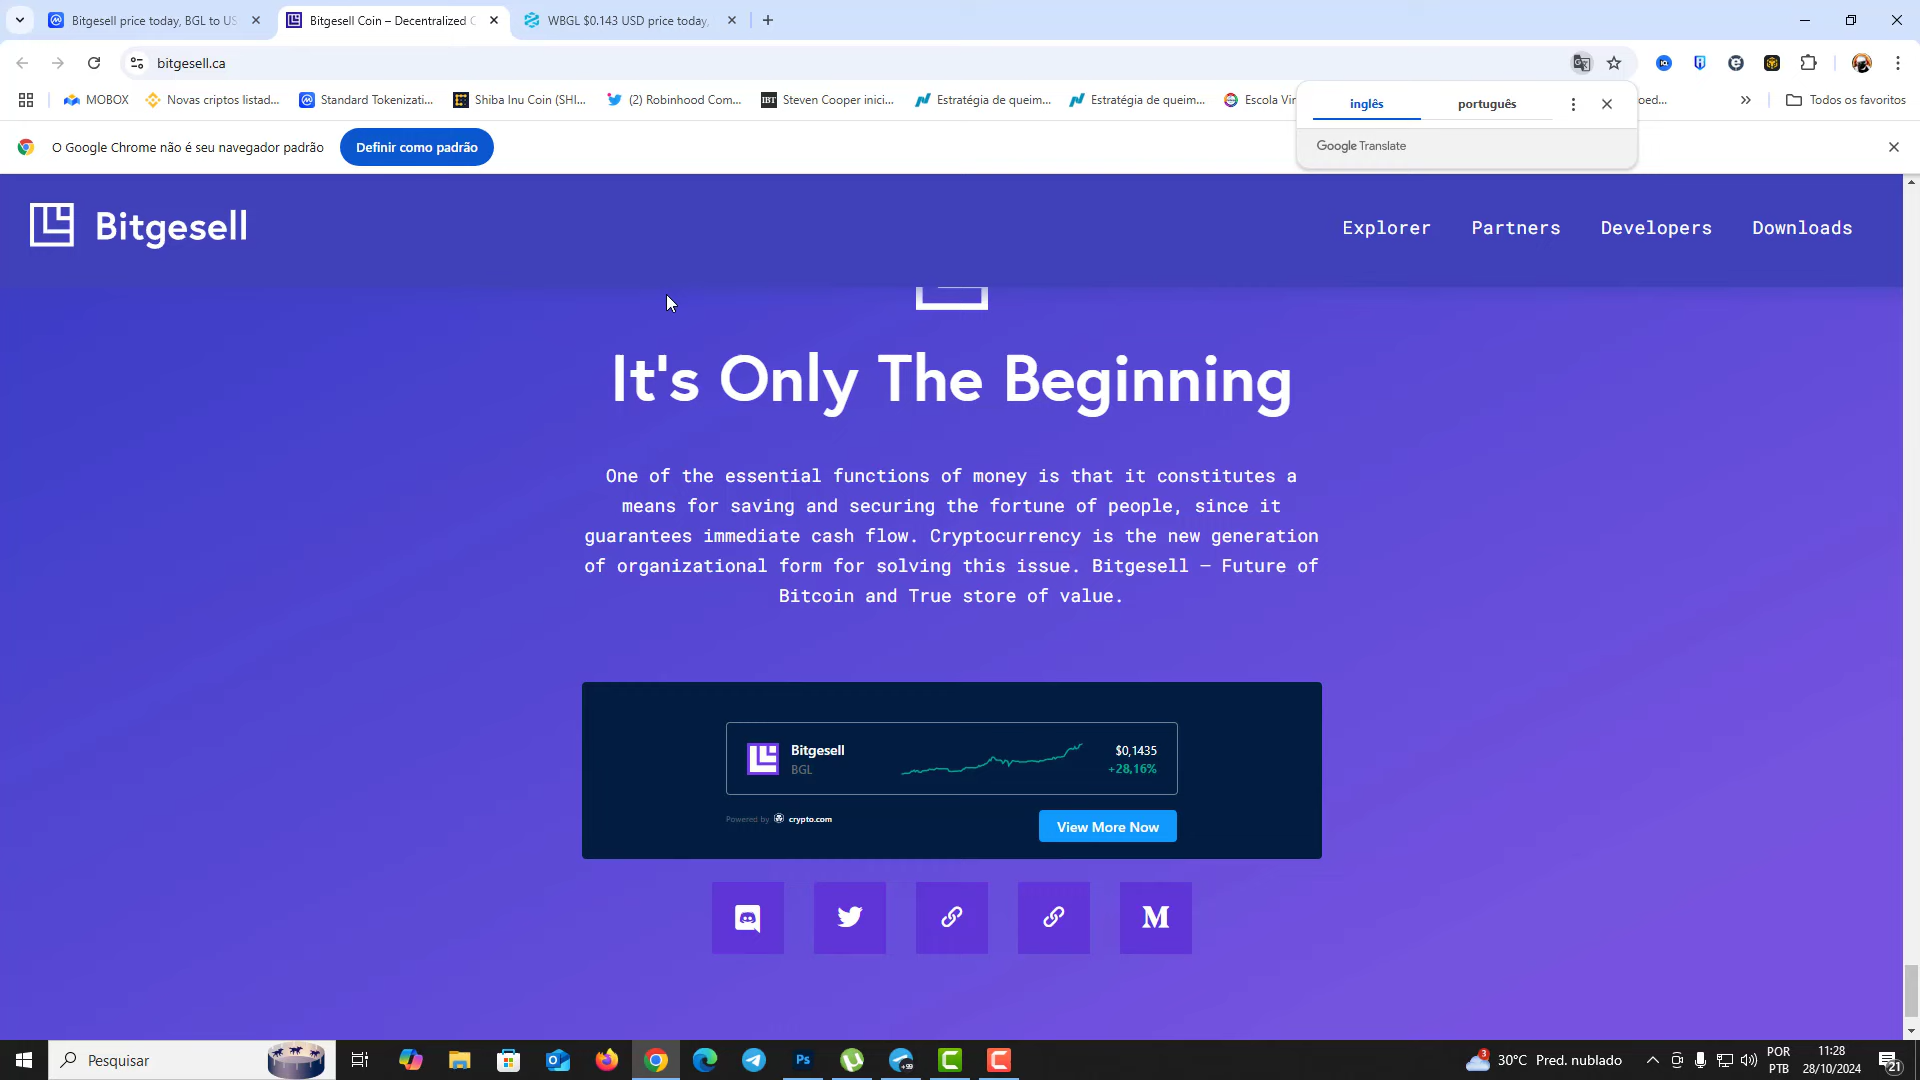 Bitgesell price today, BGL to US
Bitgesell Coin – Decentralized C
WBGL $0.143 USD price today,
bitgesell.ca
MOBOX
Novas criptos listad...
Standard Tokenizati...
Shiba Inu Coin (SHI...
(2) Robinhood Com...
Steven Cooper inici...
Estratégia de queim...
Estratégia de queim...
Escola Vir
oed...
Todos os favoritos
inglês
português
Google Translate
O Google Chrome não é seu navegador padrão
Definir como padrão
Bitgesell
Explorer
Partners
Developers
Downloads
It's Only The Beginning
One of the essential functions of money is that it constitutes a
means for saving and securing the fortune of people, since it
guarantees immediate cash flow. Cryptocurrency is the new generation
of organizational form for solving this issue. Bitgesell – Future of
Bitcoin and True store of value.
Bitgesell
BGL
$0,1435
+28,16%
Powered by crypto.com
View More Now
Pesquisar
Ps
+99
3
30°C Pred. nublado
POR
PTB
11:28
28/10/2024
21